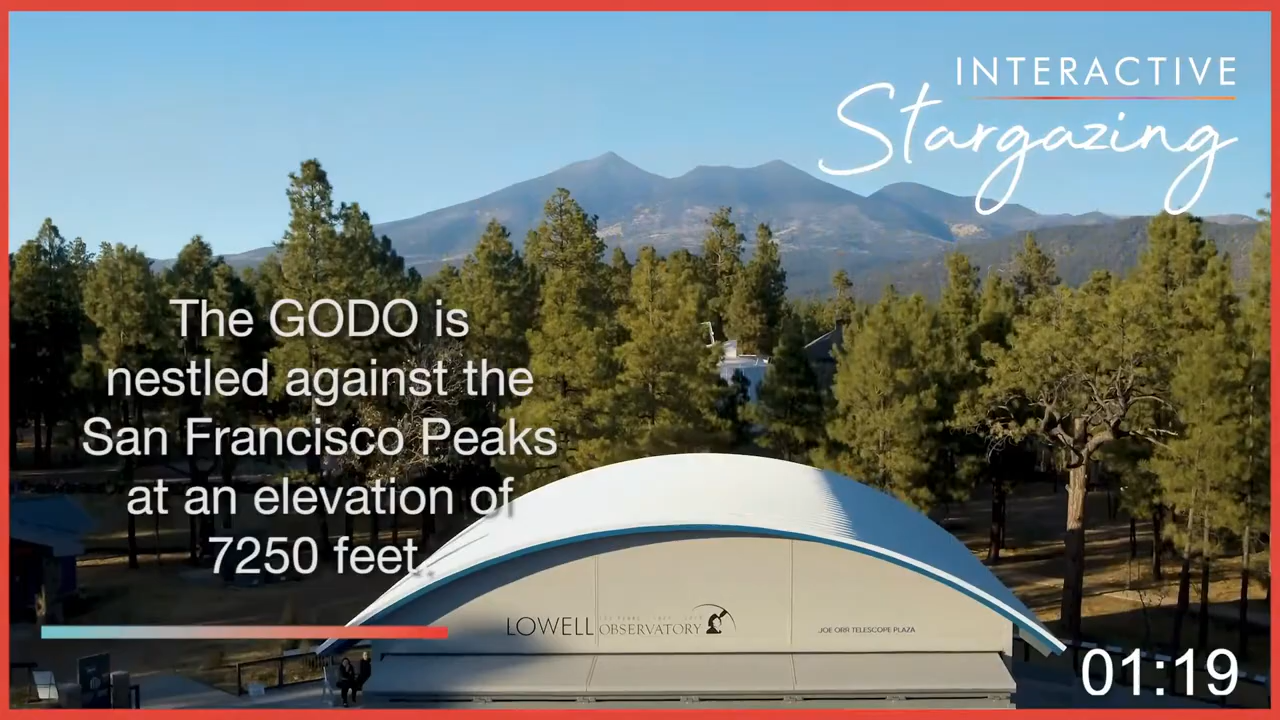 INTERACTIVE
Stargazing
The GODO is
nestled against the
San Francisco Peaks
at an elevation of
7250 feet.
LOWELL OBSERVATORY
JOE ORR TELESCOPE PLAZA
01:19